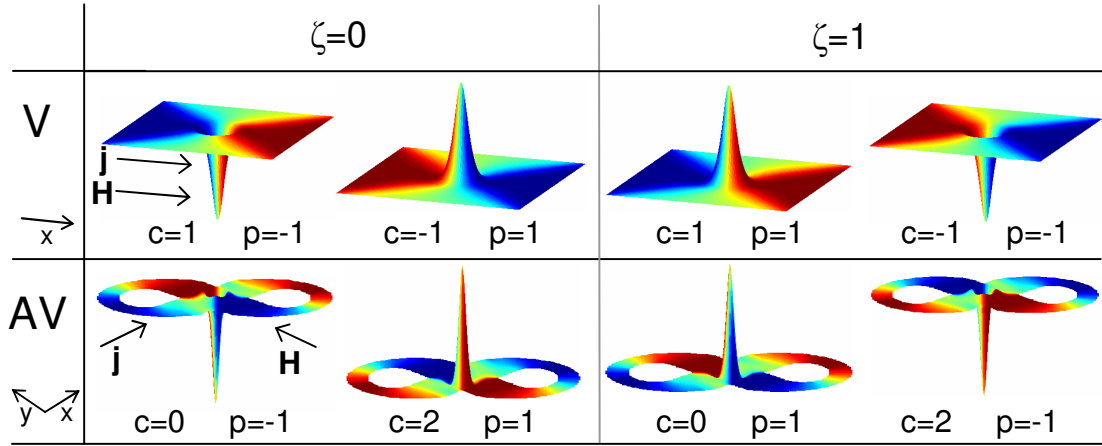 ζ=0 ζ=1
V
j
H
x
c=1 p=-1 c=-1 p=1 c=1 p=1 c=-1 p=-1
AV
j H
y x
c=0 p=-1 c=2 p=1 c=0 p=1 c=2 p=-1